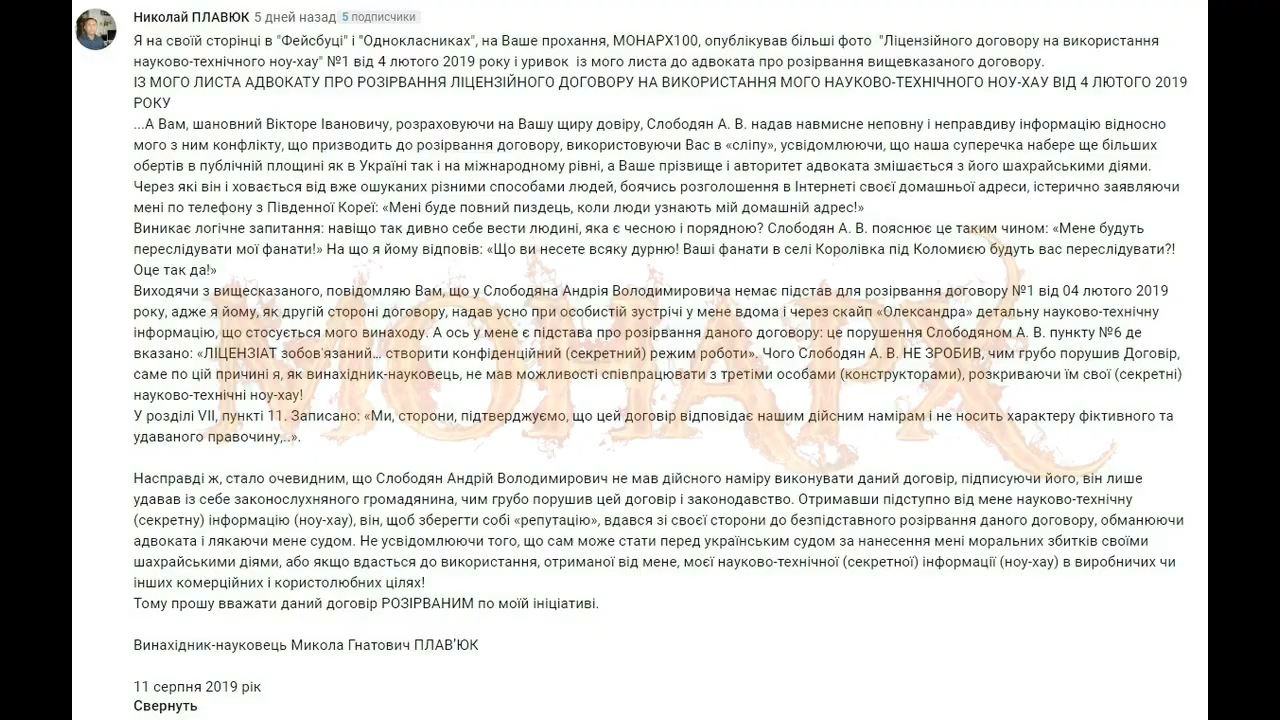 Николай ПЛАВЮК 5 дней назад 5 подписчики
Я на своїй сторінці в "Фейсбуці" і "Однокласниках", на Ваше прохання, МОНАРХ100, опублікував більші фото "Ліцензійного договору на використання
науково-технічного ноу-хау" №1 від 4 лютого 2019 року і уривок із мого листа до адвоката про розірвання вищевказаного договору.
ІЗ МОГО ЛИСТА АДВОКАТУ ПРО РОЗІРВАННЯ ЛІЦЕНЗІЙНОГО ДОГОВОРУ НА ВИКОРИСТАННЯ МОГО НАУКОВО-ТЕХНІЧНОГО НОУ-ХАУ ВІД 4 ЛЮТОГО 2019
РОКУ
...А Вам, шановний Вікторе Івановичу, розраховуючи на Вашу щиру довіру, Слободян А. В. надав навмисне неповну і неправдиву інформацію відносно
мого з ним конфлікту, що призводить до розірвання договору, використовуючи Вас в «сліпу», усвідомлюючи, що наша суперечка набере ще більших
обертів в публічній площині як в Україні так і на міжнародному рівні, а Ваше прізвище і авторитет адвоката змішається з його шахрайськими діями.
Через які він і ховається від вже ошуканих різними способами людей, боячись розголошення в Інтернеті своєї домашньої адреси, істерично заявляючи
мені по телефону з Південної Кореї: «Мені буде повний пиздець, коли люди узнають мій домашній адрес!»
Виникає логічне запитання: навіщо так дивно себе вести людині, яка є чесною і порядною? Слободян А. В. пояснює це таким чином: «Мене будуть
переслідувати мої фанати!» На що я йому відповів: «Що ви несете всяку дурню! Ваші фанати в селі Королівка під Коломиєю будуть вас переслідувати?!
Оце так да!»
Виходячи з вищесказаного, повідомляю Вам, що у Слободяна Андрія Володимировича немає підстав для розірвання договору №1 від 04 лютого 2019
року, адже я йому, як другій стороні договору, надав усно при особистій зустрічі у мене вдома і через скайп «Олександра» детальну науково-технічну
інформацію, що стосується мого винаходу. А ось у мене є підстава про розірвання даного договору: це порушення Слободяном А. В. пункту №6 де
вказано: «ЛІЦЕНЗІАТ зобов'язаний... створити конфіденційний (секретний) режим роботи». Чого Слободян А. В. НЕ ЗРОБИВ, чим грубо порушив Договір,
саме по цій причині я, як винахідник-науковець, не мав можливості співпрацювати з третіми особами (конструкторами), розкриваючи їм свої (секретні)
науково-технічні ноу-хау!
У розділі VII, пункті 11. Записано: «Ми, сторони, підтверджуємо, що цей договір відповідає нашим дійсним намірам і не носить характеру фіктивного та
удаваного правочину,..».
Насправді ж, стало очевидним, що Слободян Андрій Володимирович не мав дійсного наміру виконувати даний договір, підписуючи його, він лише
удавав із себе законослухняного громадянина, чим грубо порушив цей договір і законодавство. Отримавши підступно від мене науково-технічну
(секретну) інформацію (ноу-хау), він, щоб зберегти собі «репутацію», вдався зі своєї сторони до безпідставного розірвання даного договору, обманюючи
адвоката і лякаючи мене судом. Не усвідомлюючи того, що сам може стати перед українським судом за нанесення мені моральних збитків своїми
шахрайськими діями, або якщо вдасться до використання, отриманої від мене, моєї науково-технічної (секретної) інформації (ноу-хау) в виробничих чи
інших комерційних і користолюбних цілях!
Тому прошу вважати даний договір РОЗІРВАНИМ по моїй ініціативі.
Винахідник-науковець Микола Гнатович ПЛАВ’ЮК
11 серпня 2019 рік
Свернуть
МОНАРХ